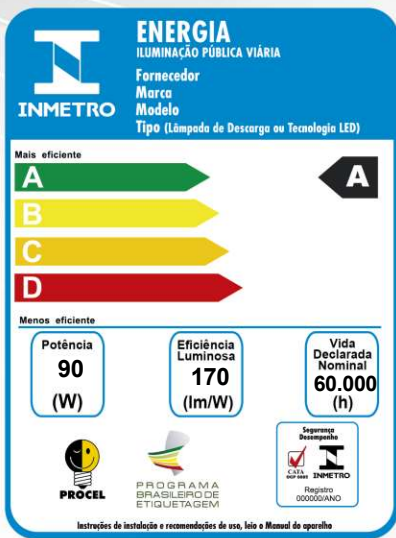 ENERGIA
ILUMINAÇÃO PÚBLICA VIÁRIA
INMETRO
Fornecedor
Marca
Modelo
Tipo (Lâmpada de Descarga ou Tecnologia LED)
Mais eficiente
A
A
B
C
D
Menos eficiente
Potência
90
(W)
Eficiência
Luminosa
170
(lm/W)
Vida
Declarada
Nominal
60.000
(h)
PROCEL
PROGRAMA
BRASILEIRO DE
ETIQUETAGEM
Segurança
Desempenho
INMETRO
Registro
000000/ANO
Instruções de instalação e recomendações de uso, leio o Manual do aparelho